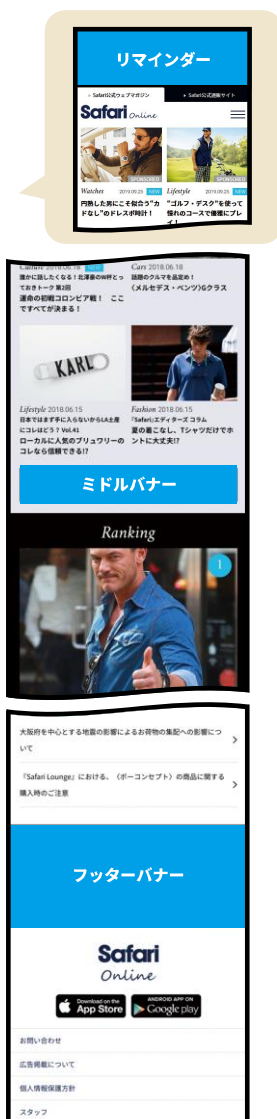 リマインダー
▸ Safari公式ウェブマガジン
▸ Safari公式通販サイト
Safari Online
SPONSORED
SPONSORED
Watches 2019.09.25 NEW
Lifestyle 2019.09.25 NEW
円熟した男にこそ似合う“カ
ドなし”のドレスポ時計！
“ゴルフ・デスク”を使って
憧れのコースで優雅にプレ
イ！
Culture 2018.06.18 NEW
誰かに話したくなる！北澤豪のW杯とっ
ておきトーク 第2回
運命の初戦コロンビア戦！ ここ
ですべてが決まる！
Cars 2018.06.18
話題のクルマを品定め！
〈メルセデス・ベンツ〉Gクラス
KARL
Lifestyle 2018.06.15
日本ではまず手に入らないからLA土産
にコレはどう？ Vol.41
ローカルに人気のブリュワリーの
コレなら信頼できる!?
Fashion 2018.06.15
『Safari』エディターズ コラム
夏の着こなし、Tシャツだけでホ
ントに大丈夫!?
ミドルバナー
Ranking
1
大阪府を中心とする地震の影響によるお荷物の集配への影響につ
いて
『Safari Lounge』における、〈ボーコンセプト〉の商品に関する
購入時のご注意
フッターバナー
Safari
Online
Download on the
App Store
ANDROID APP ON
Google play
お問い合わせ
広告掲載について
個人情報保護方針
スタッフ